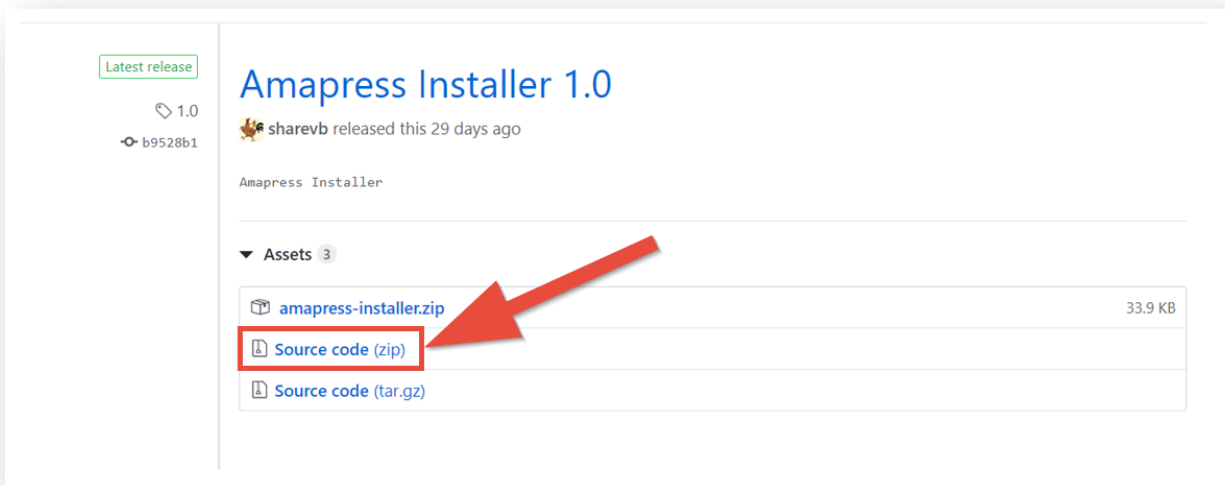 Latest release
1.0
b9528b1
Amapress Installer 1.0
sharevb released this 29 days ago
Amapress Installer
Assets 3
amapress-installer.zip 33.9 KB
Source code (zip)
Source code (tar.gz)